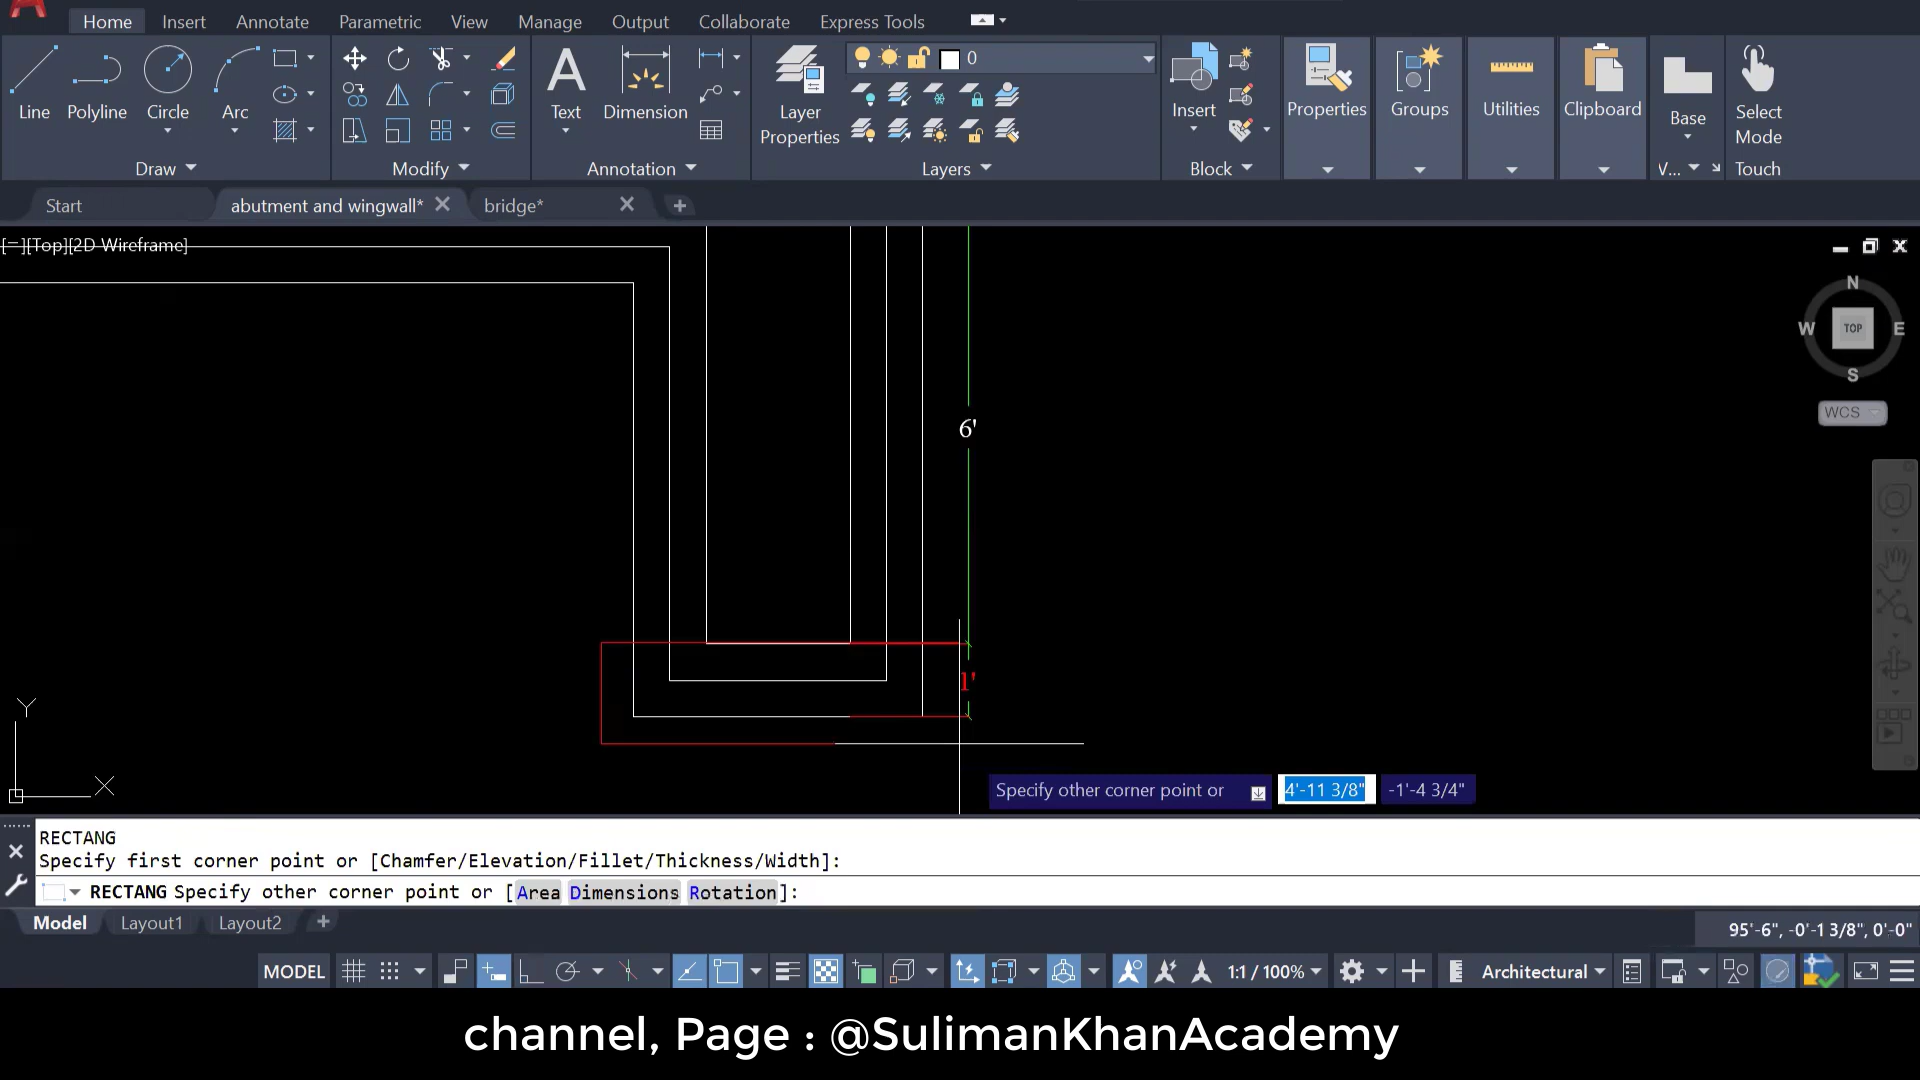 Home Insert Annotate Parametric View Manage Output Collaborate Express Tools
Line Polyline Circle Arc
Text Dimension
Layer Properties
0
Insert
Properties
Groups
Utilities
Clipboard
Base
Select Mode
Draw Modify Annotation Layers Block V... Touch
Start abutment and wingwall* bridge*
[−][Top][2D Wireframe]
N
W TOP E
S
WCS
6'
1'
Y
X
Specify other corner point or 4'-11 3/8" -1'-4 3/4"
RECTANG
Specify first corner point or [Chamfer/Elevation/Fillet/Thickness/Width]:
RECTANG Specify other corner point or [Area Dimensions Rotation]:
Model Layout1 Layout2
95'-6", -0'-1 3/8", 0'-0"
MODEL 1:1 / 100% Architectural
channel, Page : @SulimanKhanAcademy